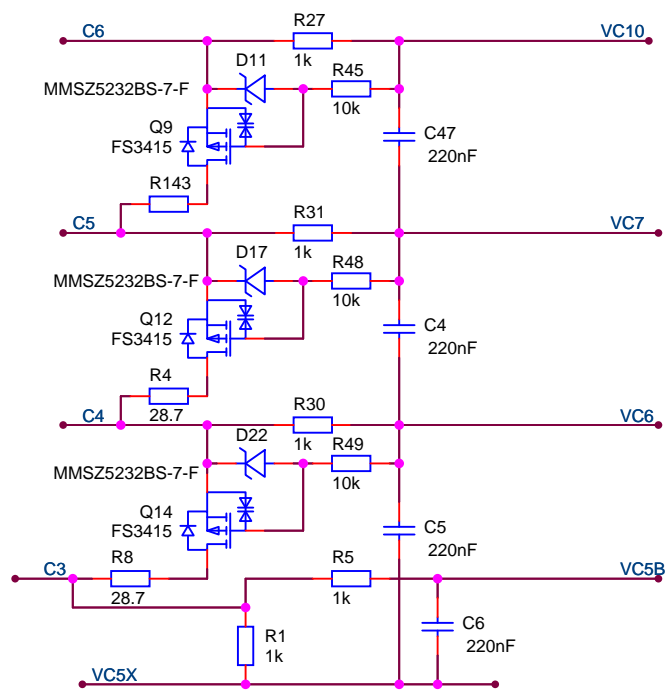 C6
R27
1k
VC10
D11
MMSZ5232BS-7-F
R45
10k
Q9
FS3415
C47
220nF
R143
C5
R31
1k
VC7
D17
MMSZ5232BS-7-F
R48
10k
Q12
FS3415
C4
220nF
R4
28.7
C4
R30
1k
VC6
D22
MMSZ5232BS-7-F
R49
10k
Q14
FS3415
C5
220nF
C3
R8
28.7
R5
1k
VC5B
R1
1k
C6
220nF
VC5X